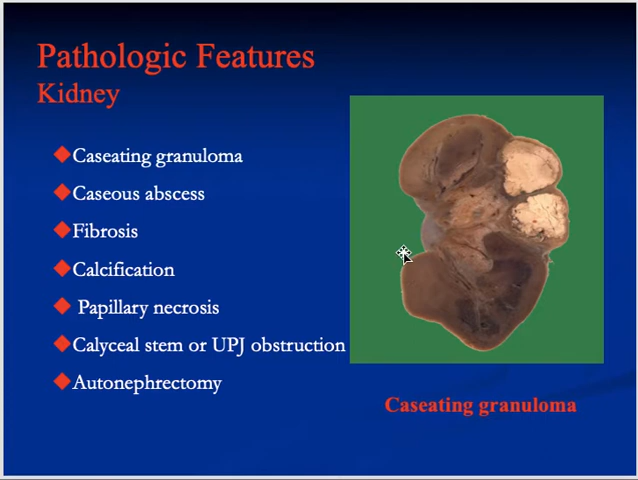 Pathologic Features
Kidney
Caseating granuloma
Caseous abscess
Fibrosis
Calcification
Papillary necrosis
Calyceal stem or UPJ obstruction
Autonephrectomy
Caseating granuloma